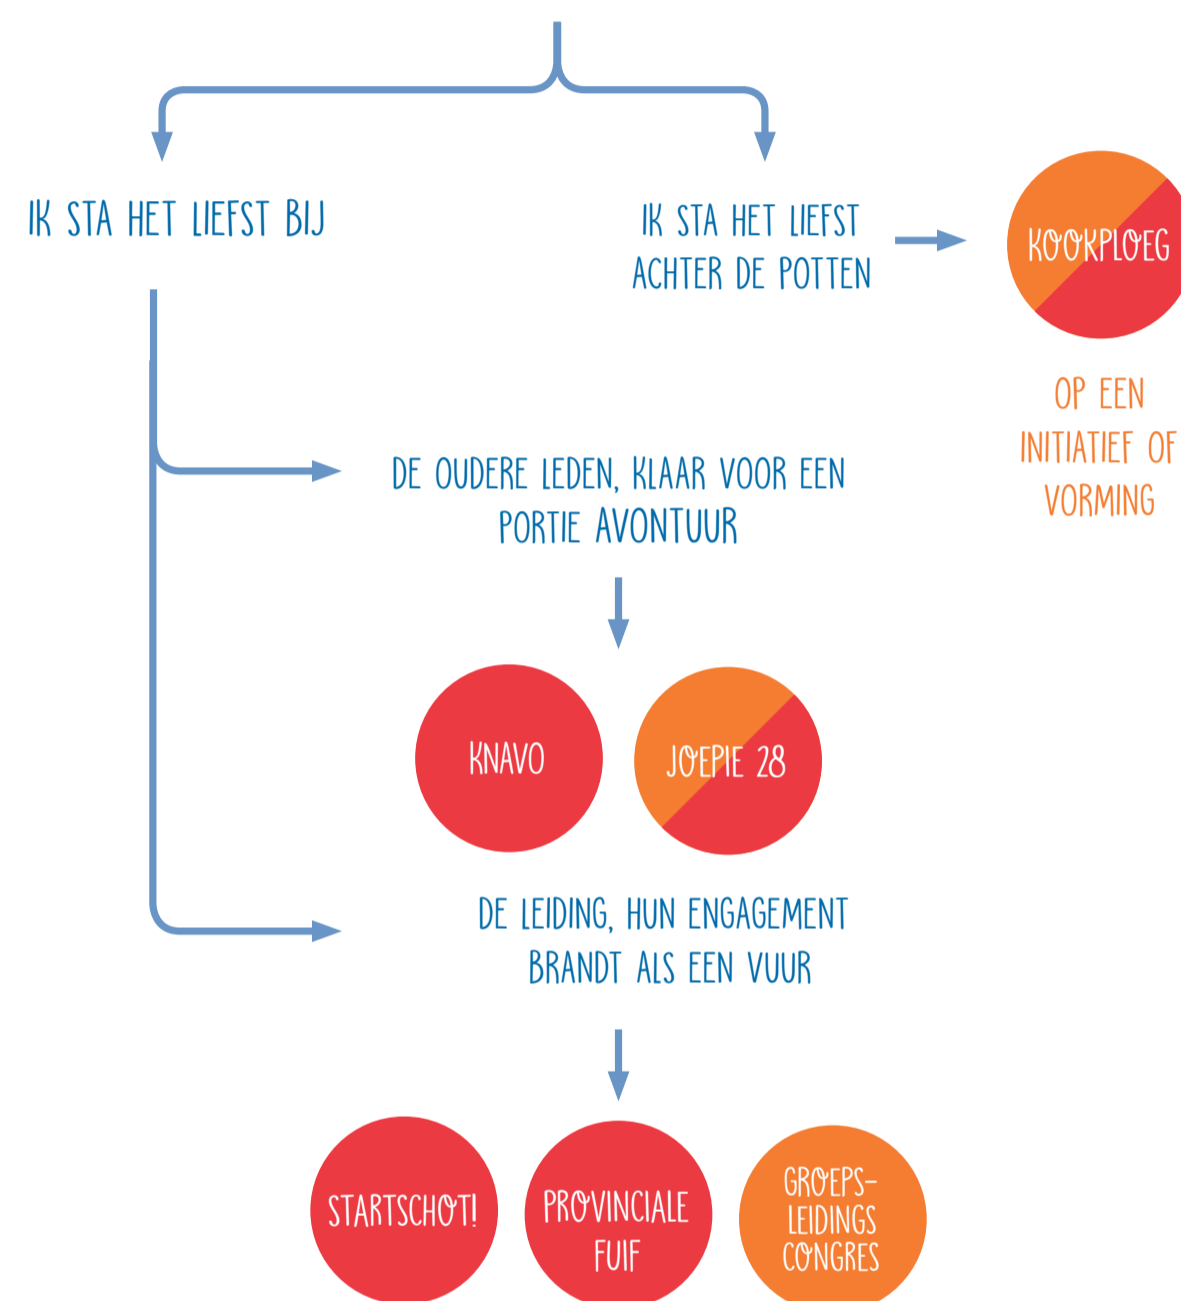 IK STA HET LIEFST BIJ
IK STA HET LIEFST
ACHTER DE POTTEN
KOOKPLOEG
OP EEN
INITIATIEF OF
VORMING
DE OUDERE LEDEN, KLAAR VOOR EEN
PORTIE AVONTUUR
KNAVO
JOEPIE 28
DE LEIDING, HUN ENGAGEMENT
BRANDT ALS EEN VUUR
STARTSCHOT!
PROVINCIALE
FUIF
GROEPS-
LEIDINGS
CONGRES